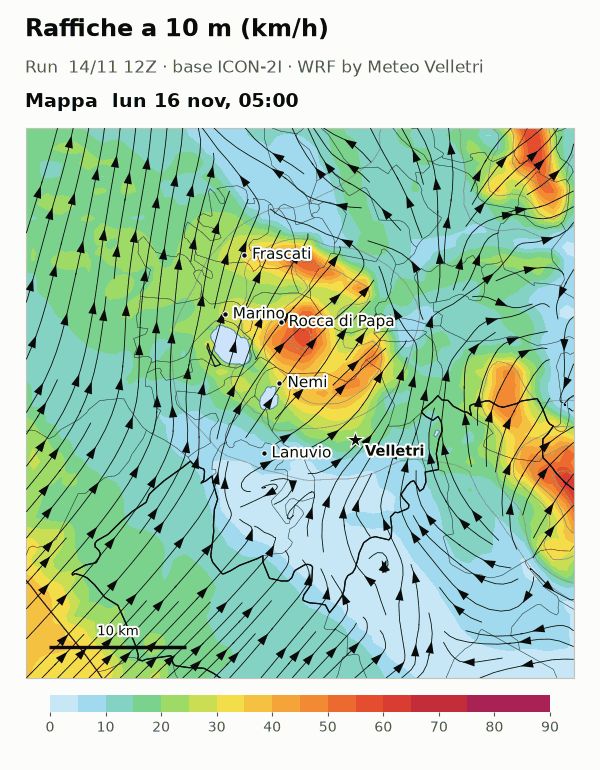 Raffiche a 10 m (km/h)
Run  14/11 12Z · base ICON-2I · WRF by Meteo Velletri
Mappa  lun 16 nov, 05:00
Frascati
Marino
Rocca di Papa
Nemi
Velletri
Lanuvio
10 km
0 10 20 30 40 50 60 70 80 90